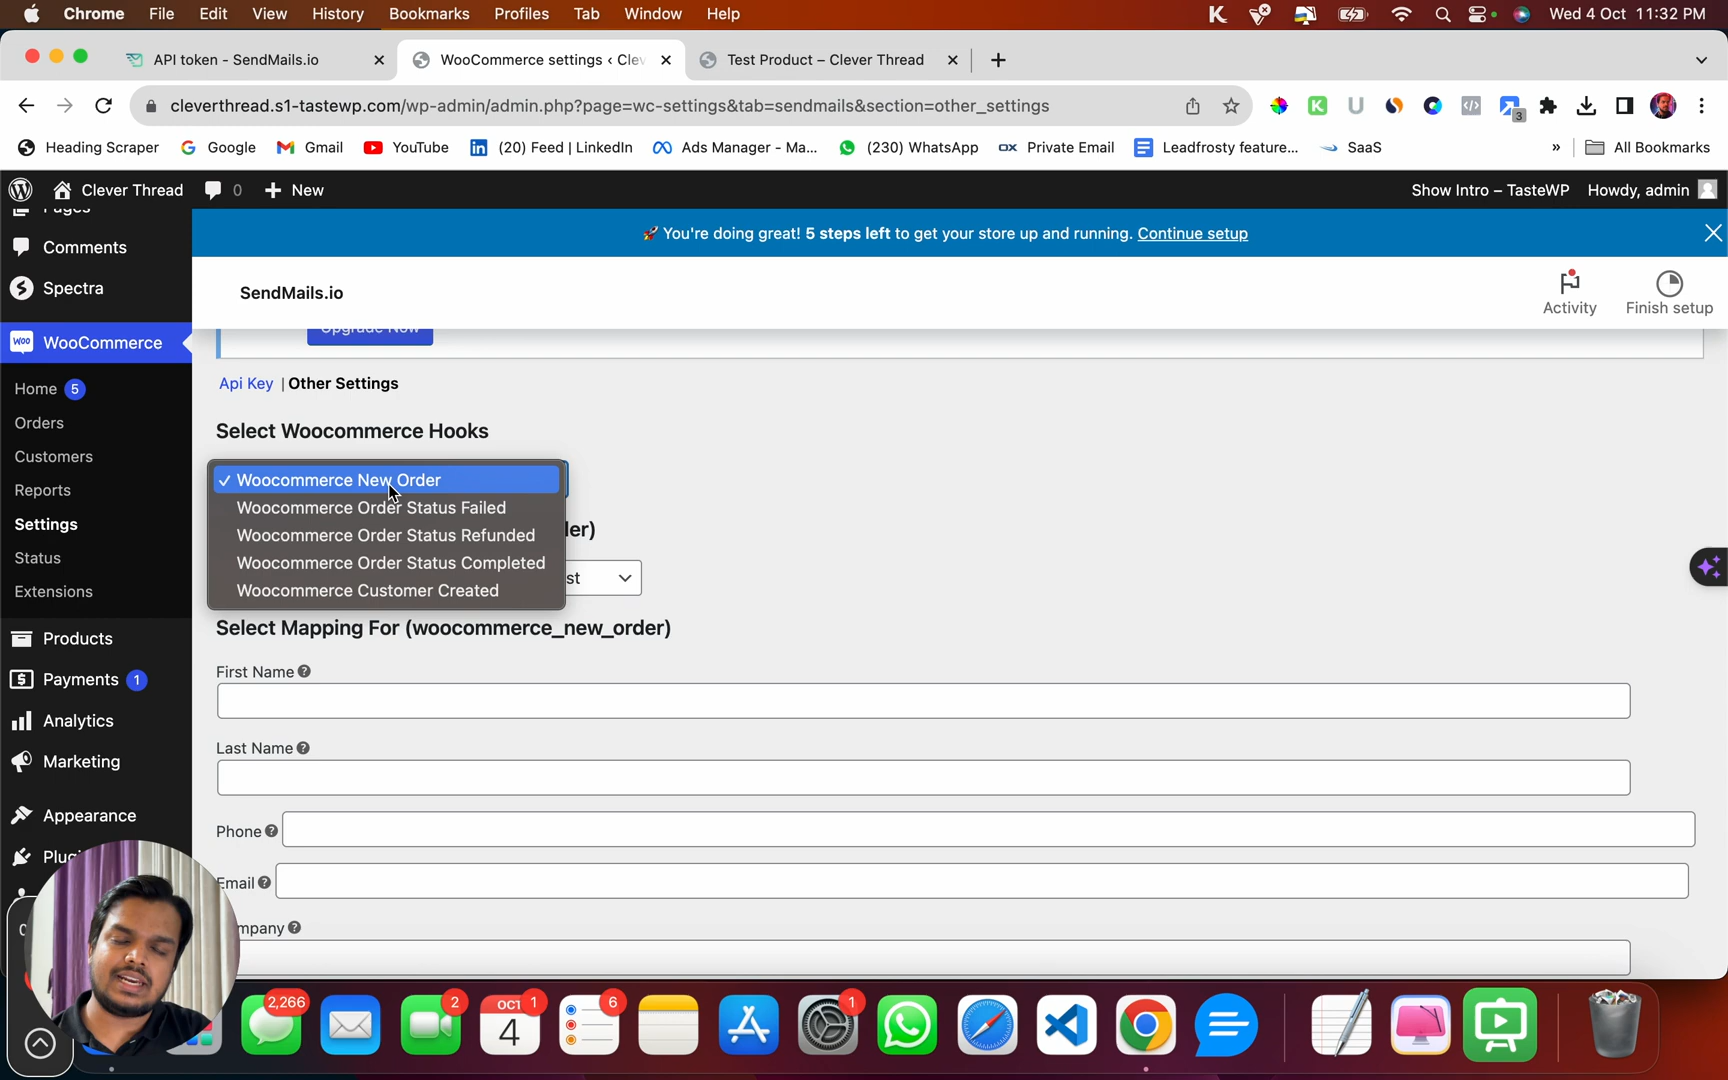 Chrome File Edit View History Bookmarks Profiles Tab Window Help Wed 4 Oct 11:32 PM
API token - SendMails.io
WooCommerce settings ‹ Clev
Test Product – Clever Thread
cleverthread.s1-tastewp.com/wp-admin/admin.php?page=wc-settings&tab=sendmails&section=other_settings
3
Heading Scraper Google Gmail YouTube (20) Feed | LinkedIn Ads Manager - Ma... (230) WhatsApp Private Email Leadfrosty feature... SaaS » All Bookmarks
Clever Thread 0 New Show Intro – TasteWP Howdy, admin
Pages
Comments
Spectra
WooCommerce
Home 5
Orders
Customers
Reports
Settings
Status
Extensions
Products
Payments 1
Analytics
Marketing
Appearance
🚀 You're doing great! 5 steps left to get your store up and running. Continue setup
SendMails.io
Activity
Finish setup
Upgrade Now
Api Key | Other Settings
Select Woocommerce Hooks
✓ Woocommerce New Order
Woocommerce Order Status Failed
Woocommerce Order Status Refunded
Woocommerce Order Status Completed
Woocommerce Customer Created
Select Mapping For (woocommerce_new_order)
First Name
Last Name
Phone
Email
2,266
2
OCT 1
4
6
1
1